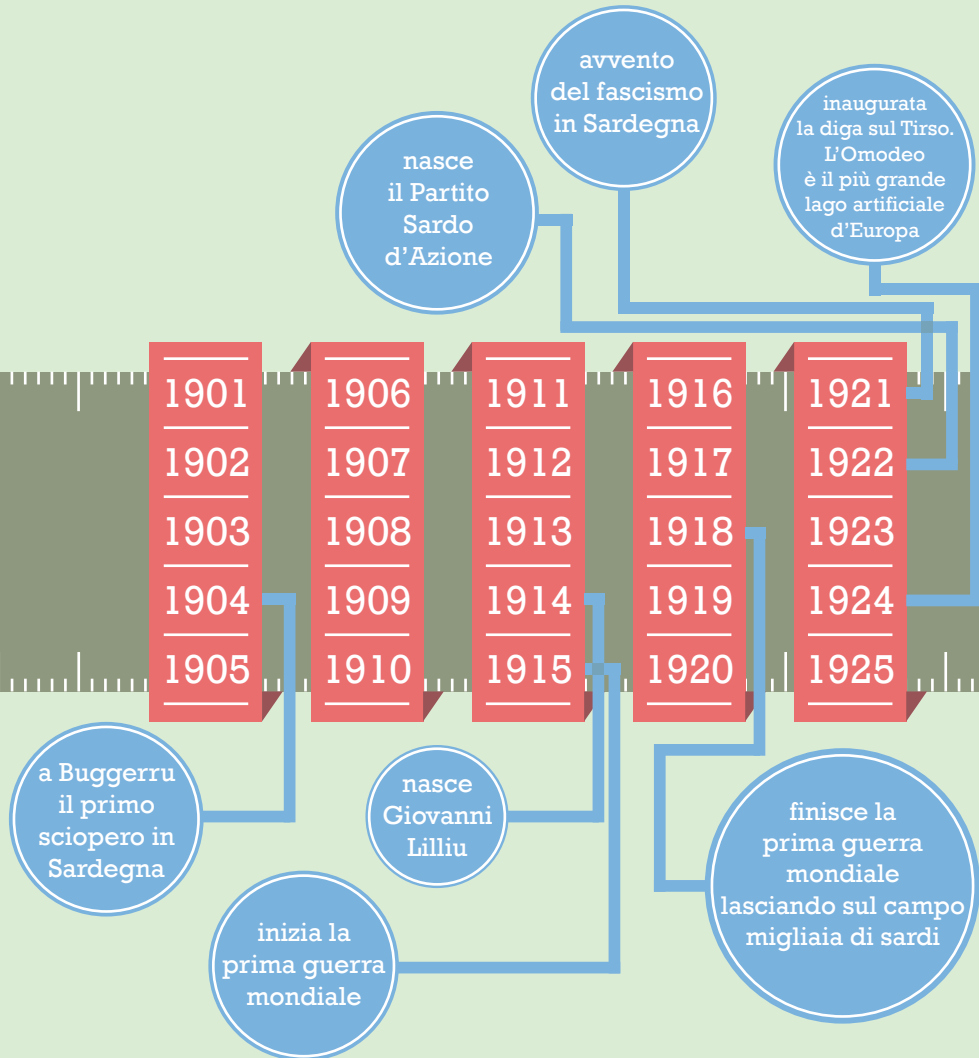 avvento
del fascismo
in Sardegna
inaugurata
la diga sul Tirso.
L'Omodeo
è il più grande
lago artificiale
d'Europa
nasce
il Partito
Sardo
d'Azione
1901
1902
1903
1904
1905
1906
1907
1908
1909
1910
1911
1912
1913
1914
1915
1916
1917
1918
1919
1920
1921
1922
1923
1924
1925
a Buggerru
il primo
sciopero in
Sardegna
nasce
Giovanni
Lilliu
finisce la
prima guerra
mondiale
lasciando sul campo
migliaia di sardi
inizia la
prima guerra
mondiale